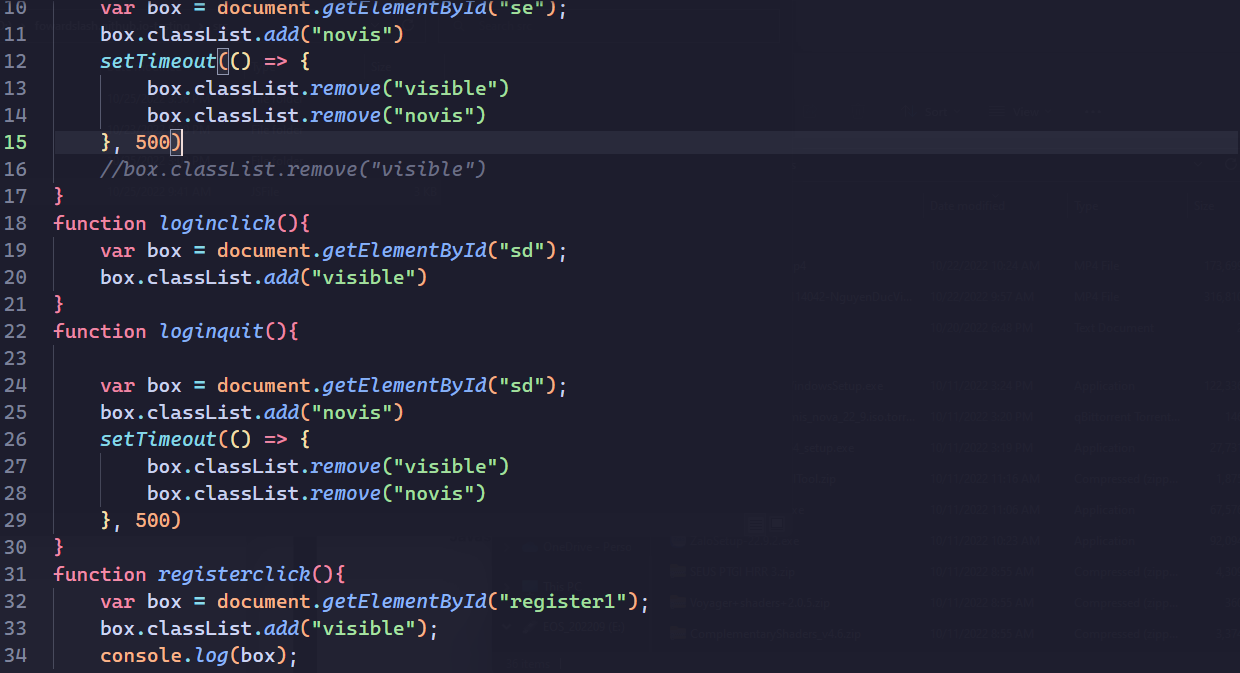 10 var box = document.getElementById("se");
11 box.classList.add("novis")
12 setTimeout(() => {
13 box.classList.remove("visible")
14 box.classList.remove("novis")
15 }, 500)
16 //box.classList.remove("visible")
17 }
18 function loginclick(){
19 var box = document.getElementById("sd");
20 box.classList.add("visible")
21 }
22 function loginquit(){
23
24 var box = document.getElementById("sd");
25 box.classList.add("novis")
26 setTimeout(() => {
27 box.classList.remove("visible")
28 box.classList.remove("novis")
29 }, 500)
30 }
31 function registerclick(){
32 var box = document.getElementById("register1");
33 box.classList.add("visible");
34 console.log(box);